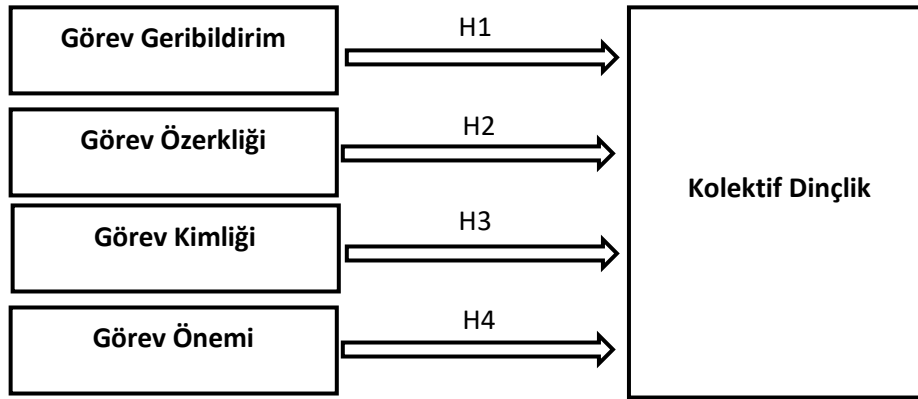 Görev Geribildirim
H1
Görev Özerkliği
H2
Görev Kimliği
H3
Görev Önemi
H4
Kolektif Dinçlik